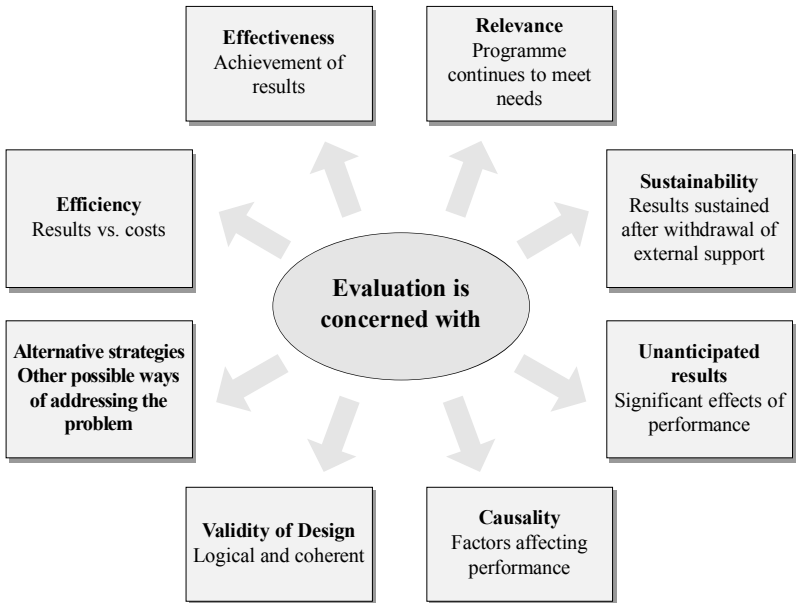 Effectiveness
Achievement of
results
Relevance
Programme
continues to meet
needs
Efficiency
Results vs. costs
Sustainability
Results sustained
after withdrawal of
external support
Evaluation is
concerned with
Alternative strategies
Other possible ways
of addressing the
problem
Unanticipated
results
Significant effects of
performance
Validity of Design
Logical and coherent
Causality
Factors affecting
performance